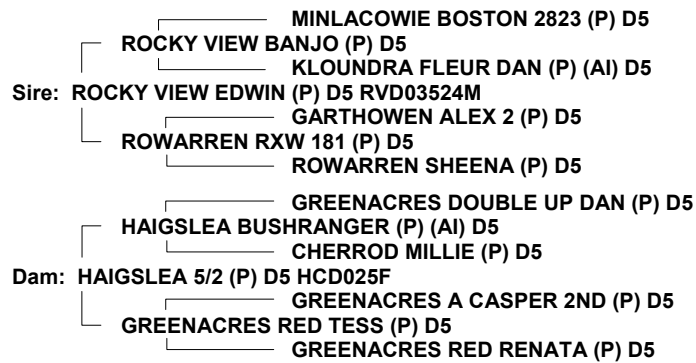 MINLACOWIE BOSTON 2823 (P) D5
ROCKY VIEW BANJO (P) D5
KLOUNDRA FLEUR DAN (P) (AI) D5
Sire: ROCKY VIEW EDWIN (P) D5 RVD03524M
GARTHOWEN ALEX 2 (P) D5
ROWARREN RXW 181 (P) D5
ROWARREN SHEENA (P) D5
GREENACRES DOUBLE UP DAN (P) D5
HAIGSLEA BUSHRANGER (P) (AI) D5
CHERROD MILLIE (P) D5
Dam: HAIGSLEA 5/2 (P) D5 HCD025F
GREENACRES A CASPER 2ND (P) D5
GREENACRES RED TESS (P) D5
GREENACRES RED RENATA (P) D5